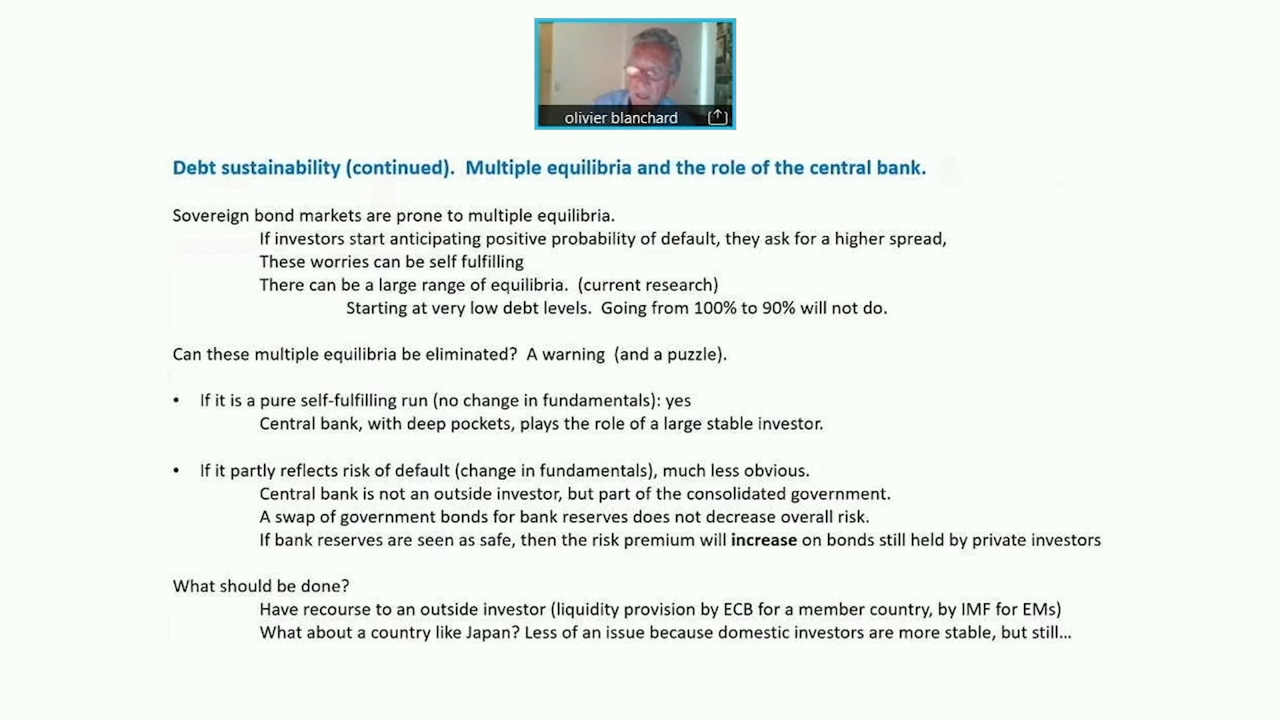 olivier blanchard
Debt sustainability (continued). Multiple equilibria and the role of the central bank.
Sovereign bond markets are prone to multiple equilibria.
If investors start anticipating positive probability of default, they ask for a higher spread,
These worries can be self fulfilling
There can be a large range of equilibria. (current research)
Starting at very low debt levels. Going from 100% to 90% will not do.
Can these multiple equilibria be eliminated? A warning (and a puzzle).
• If it is a pure self-fulfilling run (no change in fundamentals): yes
Central bank, with deep pockets, plays the role of a large stable investor.
• If it partly reflects risk of default (change in fundamentals), much less obvious.
Central bank is not an outside investor, but part of the consolidated government.
A swap of government bonds for bank reserves does not decrease overall risk.
If bank reserves are seen as safe, then the risk premium will increase on bonds still held by private investors
What should be done?
Have recourse to an outside investor (liquidity provision by ECB for a member country, by IMF for EMs)
What about a country like Japan? Less of an issue because domestic investors are more stable, but still…